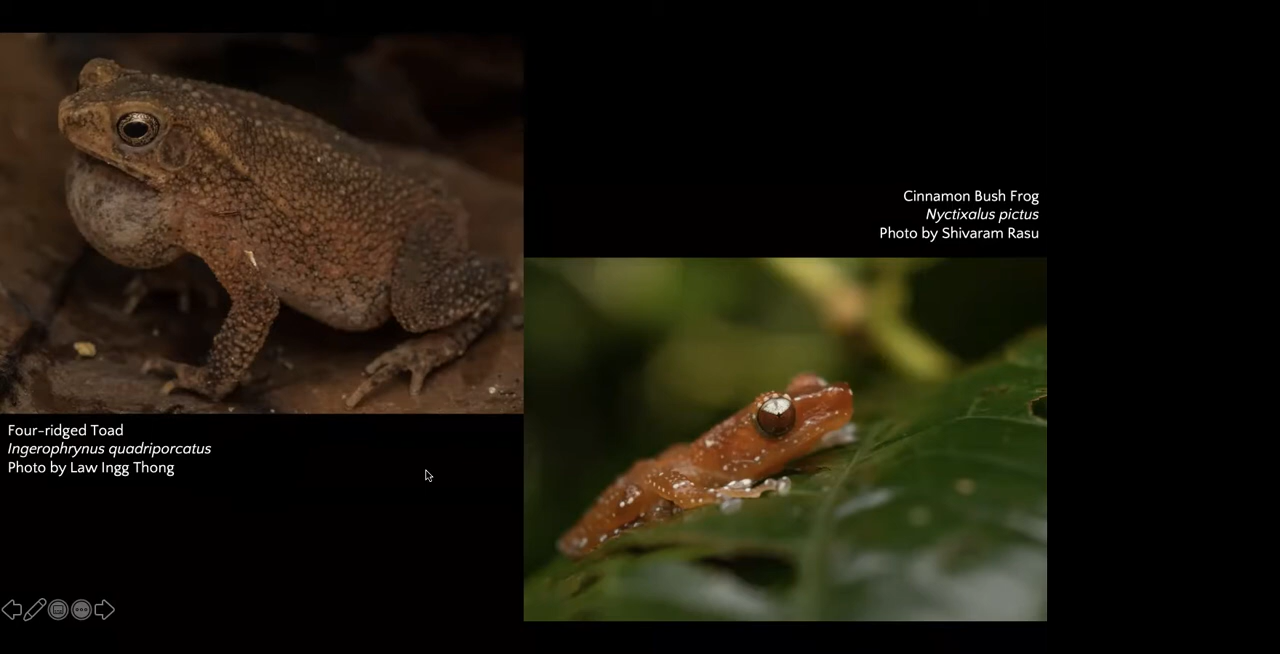 Cinnamon Bush Frog
Nyctixalus pictus
Photo by Shivaram Rasu
Four-ridged Toad
Ingerophrynus quadriporcatus
Photo by Law Ingg Thong